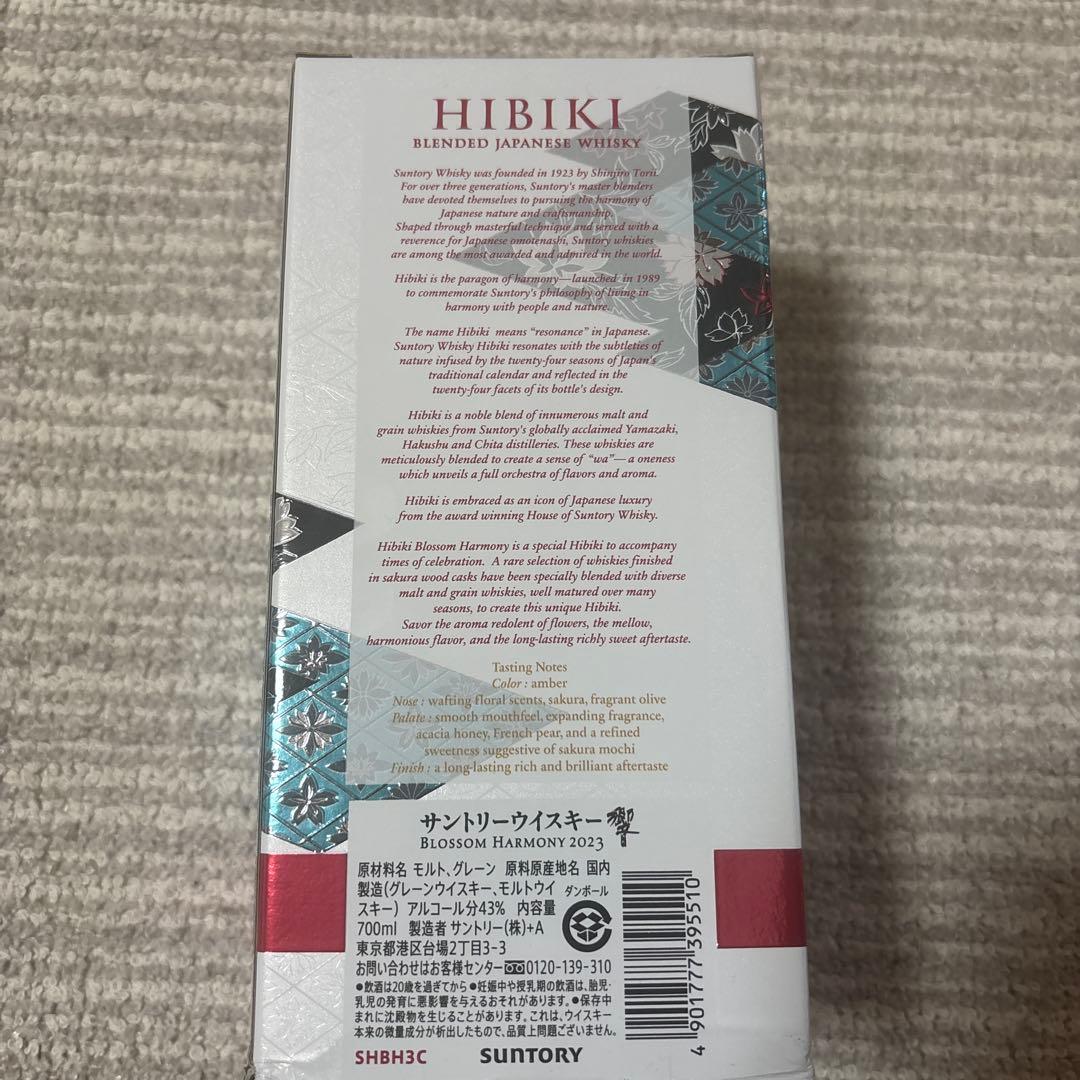 HIBIKI
BLENDED JAPANESE WHISKY
Suntory Whisky was founded in 1923 by Shinjiro Torii.
For over three generations, Suntory's master blenders
have devoted themselves to pursuing the harmony of
Japanese nature and craftsmanship.
Shaped through masterful technique and served with a
reverence for Japanese omotenashi, Suntory whiskies
are among the most awarded and admired in the world.
Hibiki is the paragon of harmony—launched in 1989
to commemorate Suntory's philosophy of living in
harmony with people and nature.
The name Hibiki means "resonance" in Japanese.
Suntory Whisky Hibiki resonates with the subtleties of
nature infused by the twenty-four seasons of Japan's
traditional calendar and reflected in the
twenty-four facets of its bottle's design.
Hibiki is a noble blend of innumerous malt and
grain whiskies from Suntory's globally acclaimed Yamazaki,
Hakushu and Chita distilleries. These whiskies are
meticulously blended to create a sense of "wa"— a oneness
which unveils a full orchestra of flavors and aroma.
Hibiki is embraced as an icon of Japanese luxury
from the award winning House of Suntory Whisky.
Hibiki Blossom Harmony is a special Hibiki to accompany
times of celebration. A rare selection of whiskies finished
in sakura wood casks have been specially blended with diverse
malt and grain whiskies, well matured over many
seasons, to create this unique Hibiki.
Savor the aroma redolent of flowers, the mellow,
harmonious flavor, and the long-lasting richly sweet aftertaste.
Tasting Notes
Color : amber
Nose : wafting floral scents, sakura, fragrant olive
Palate : smooth mouthfeel, expanding fragrance,
acacia honey, French pear, and a refined
sweetness suggestive of sakura mochi
Finish : a long-lasting rich and brilliant aftertaste
サントリーウイスキー響
BLOSSOM HARMONY 2023
原材料名 モルト、グレーン 原料原産地名 国内
製造(グレーンウイスキー、モルトウイ
スキー) アルコール分43% 内容量
700ml 製造者 サントリー(株)+A
東京都港区台場2丁目3-3
お問い合わせはお客様センター0120-139-310
●飲酒は20歳を過ぎてから●妊娠中や授乳期の飲酒は、胎児・
乳児の発育に悪影響を与えるおそれがあります。●保存中
まれに沈殿物を生じることがあります。これは、ウイスキー
本来の微量成分が析出したもので、品質上問題ございません。
ダンボール
4 901777 395510
SHBH3C SUNTORY